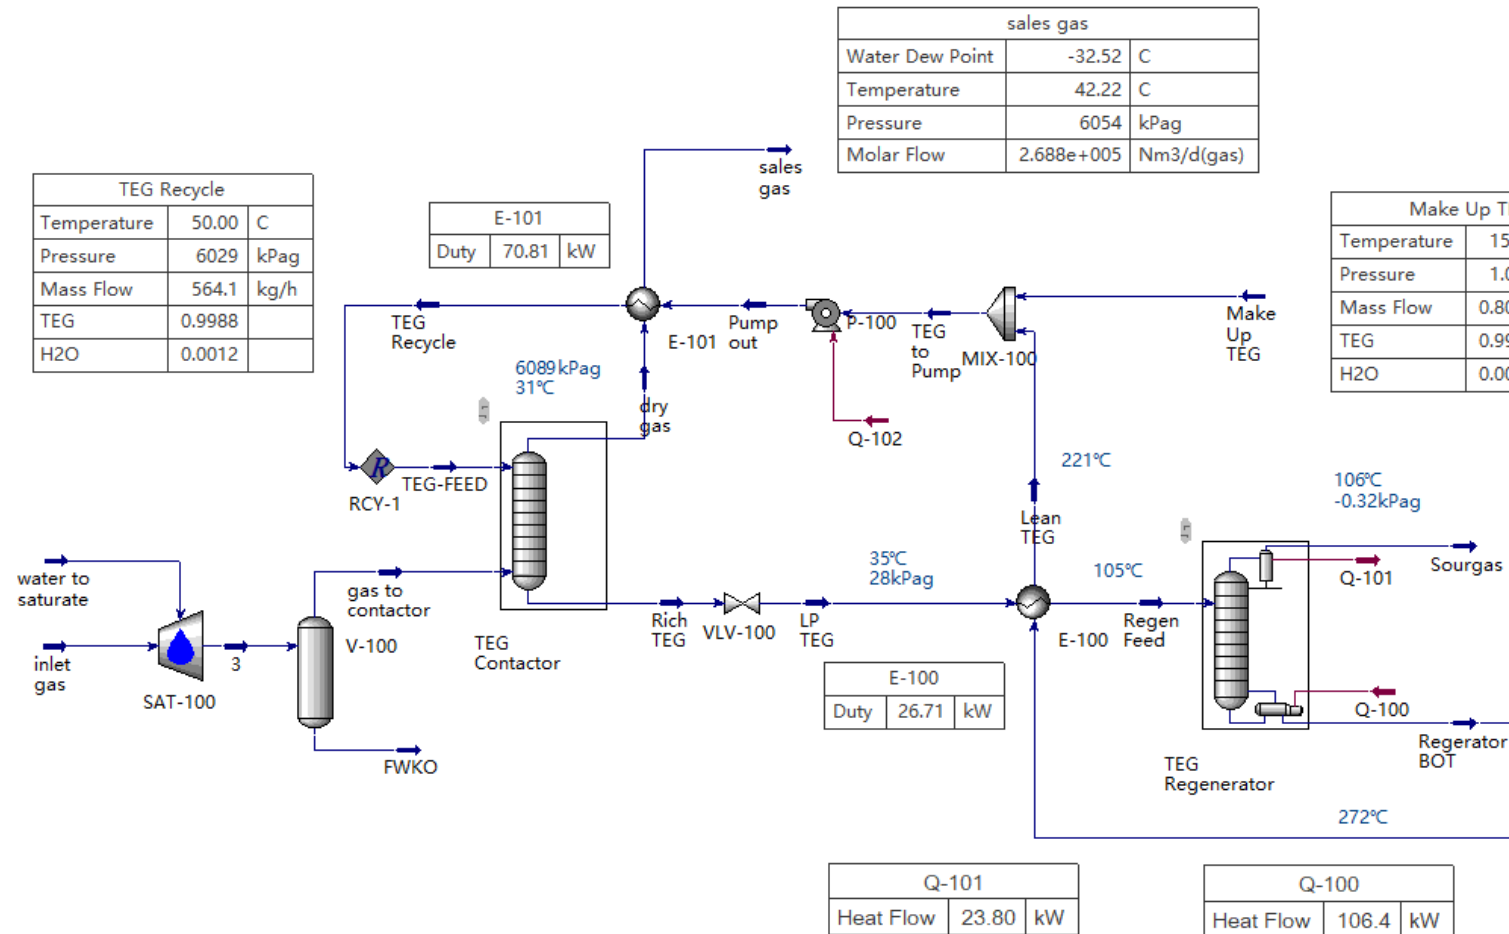 sales gas
Water Dew Point -32.52 C
Temperature 42.22 C
Pressure 6054 kPag
Molar Flow 2.688e+005 Nm3/d(gas)
sales
gas
TEG Recycle
Temperature 50.00 C
Pressure 6029 kPag
Mass Flow 564.1 kg/h
TEG 0.9988
H2O 0.0012
E-101
Duty 70.81 kW
Make Up T
Temperature 15
Pressure 1.0
Mass Flow 0.80
TEG 0.99
H2O 0.00
TEG
Recycle
E-101
Pump
out
P-100
TEG
to
Pump
MIX-100
Make
Up
TEG
6089kPag
31℃
dry
gas
Q-102
RCY-1
TEG-FEED
221℃
106℃
-0.32kPag
Lean
TEG
water to
saturate
inlet
gas
SAT-100
3
gas to
contactor
V-100
FWKO
TEG
Contactor
Rich
TEG
VLV-100
LP
TEG
35℃
28kPag
105℃
E-100
Regen
Feed
Q-101
Sourgas
Q-100
Regerator
BOT
TEG
Regenerator
E-100
Duty 26.71 kW
272℃
Q-101
Heat Flow 23.80 kW
Q-100
Heat Flow 106.4 kW